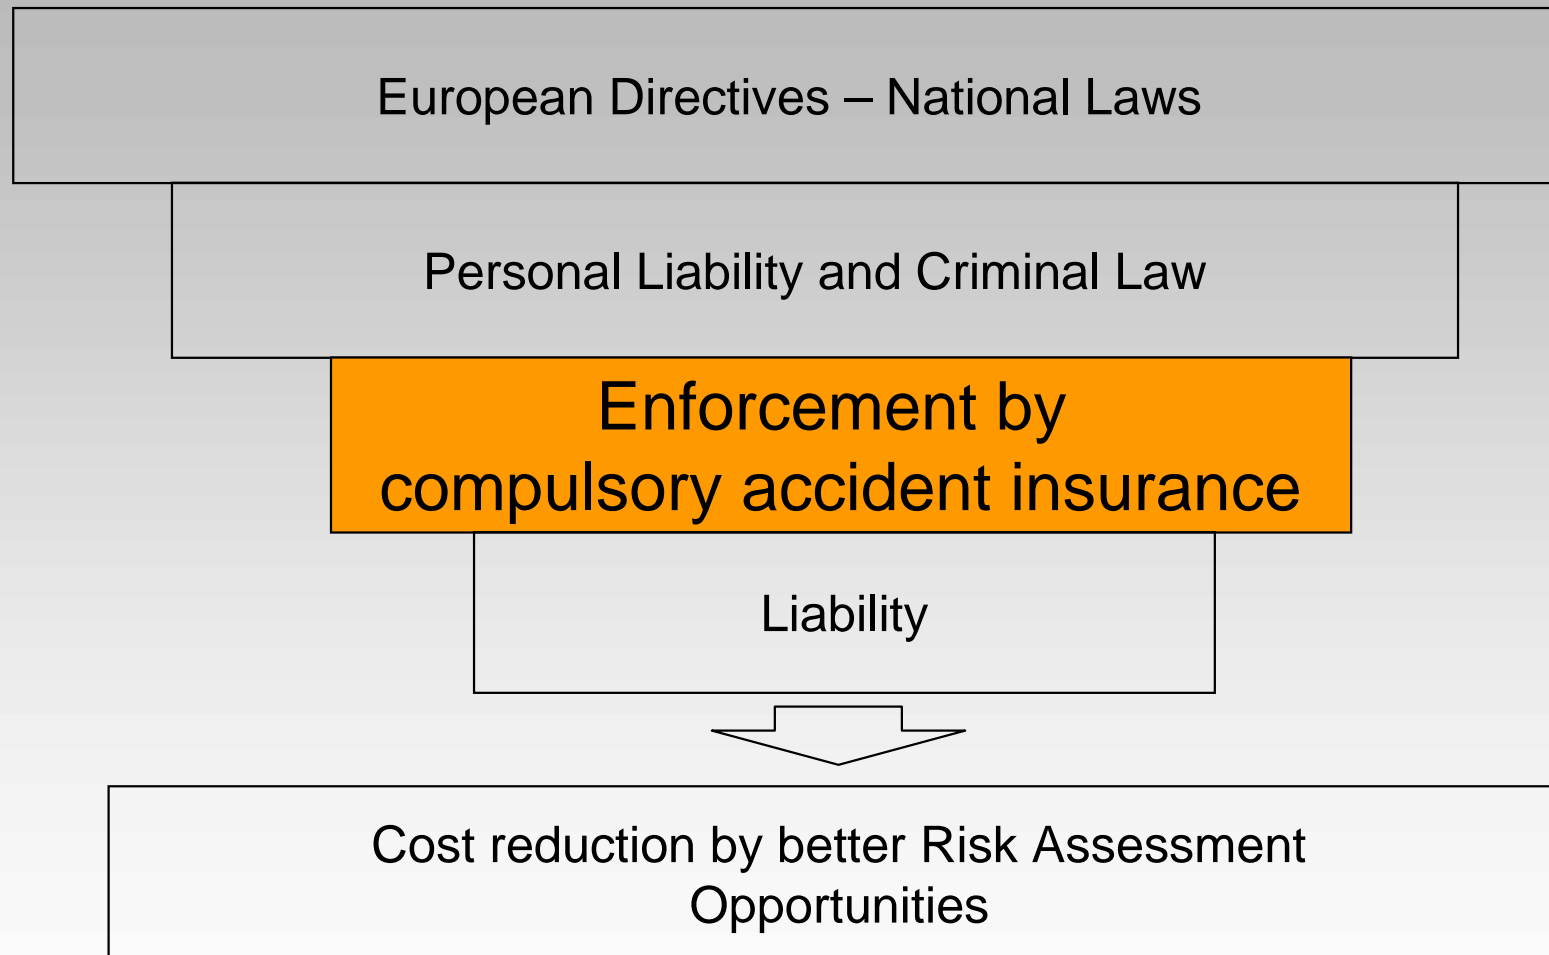 European Directives – National Laws
Personal Liability and Criminal Law
Enforcement by
compulsory accident insurance
Liability
Cost reduction by better Risk Assessment
Opportunities